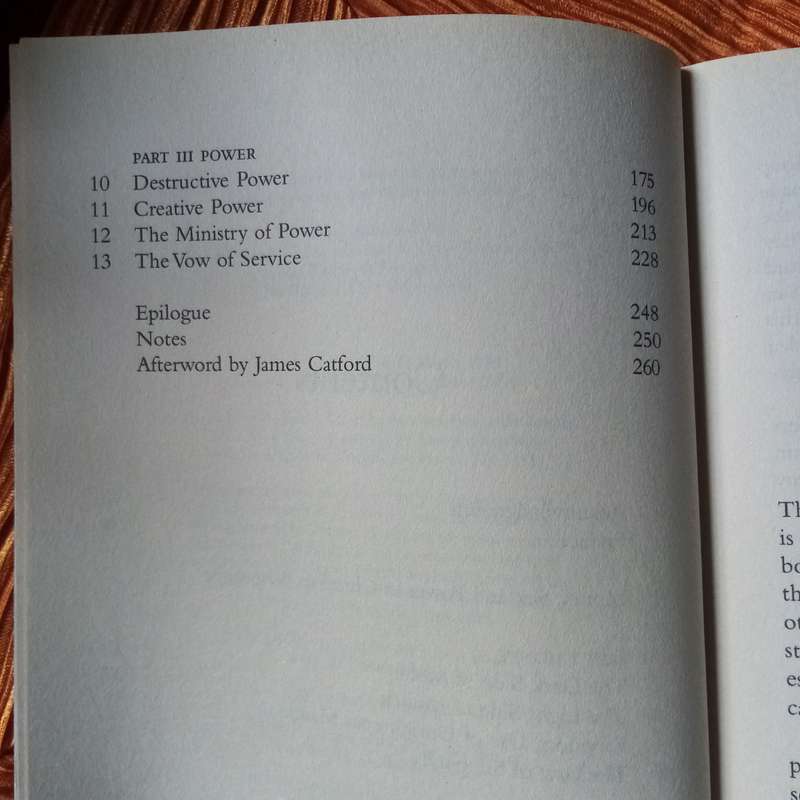 PART III POWER
10 Destructive Power 175
11 Creative Power 196
12 The Ministry of Power 213
13 The Vow of Service 228
Epilogue 248
Notes 250
Afterword by James Catford 260
is